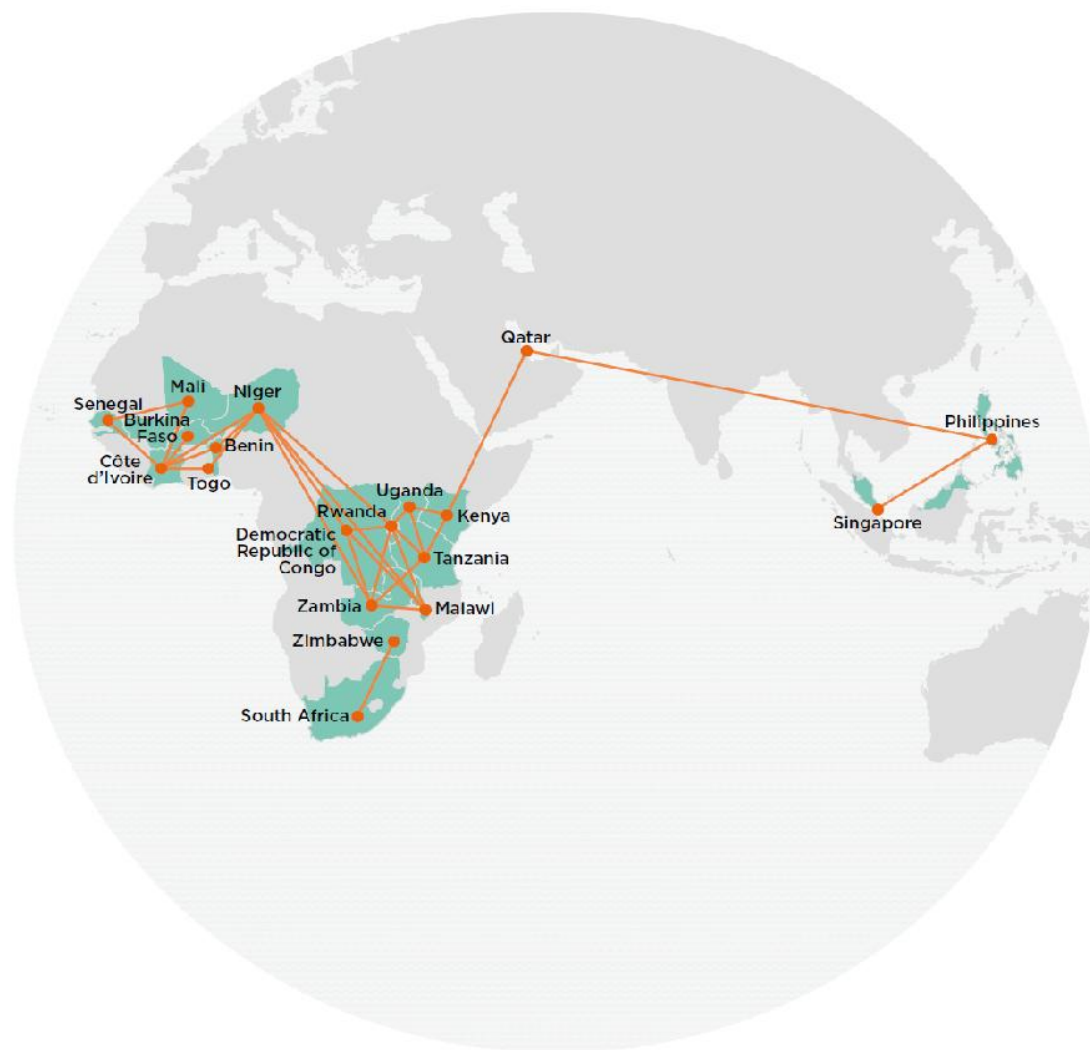 Qatar
Mali
Niger
Senegal
Burkina
Faso
Philippines
Benin
Côte
d'Ivoire
Togo
Uganda
Rwanda
Kenya
Singapore
Democratic
Republic of
Congo
Tanzania
Zambia
Malawi
Zimbabwe
South Africa